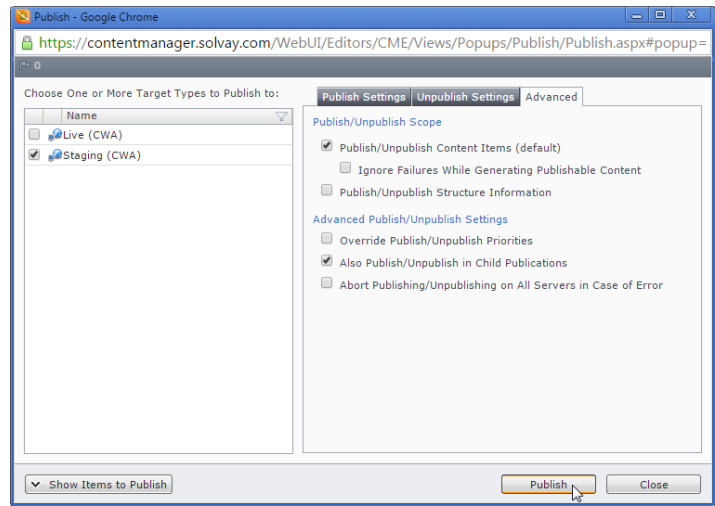 Publish - Google Chrome
https://contentmanager.solvay.com/WebUI/Editors/CME/Views/Popups/Publish/Publish.aspx#popup=
0
Choose One or More Target Types to Publish to:
Name
Live (CWA)
Staging (CWA)
Publish Settings Unpublish Settings Advanced
Publish/Unpublish Scope
Publish/Unpublish Content Items (default)
Ignore Failures While Generating Publishable Content
Publish/Unpublish Structure Information
Advanced Publish/Unpublish Settings
Override Publish/Unpublish Priorities
Also Publish/Unpublish in Child Publications
Abort Publishing/Unpublishing on All Servers in Case of Error
Show Items to Publish
Publish
Close